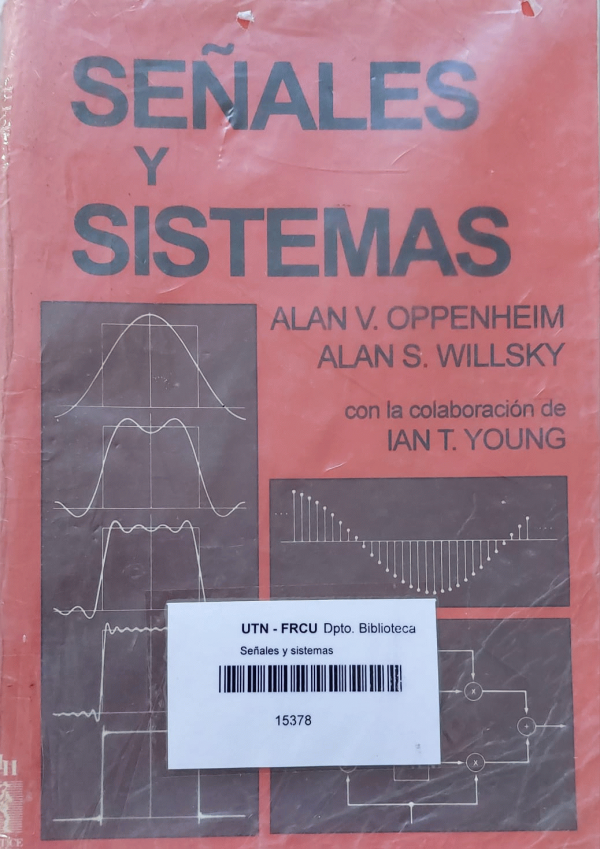 SEÑALES
Y
SISTEMAS
ALAN V. OPPENHEIM
ALAN S. WILLSKY
con la colaboración de
IAN T. YOUNG
UTN - FRCU Dpto. Biblioteca
Señales y sistemas
15378
X
+
X